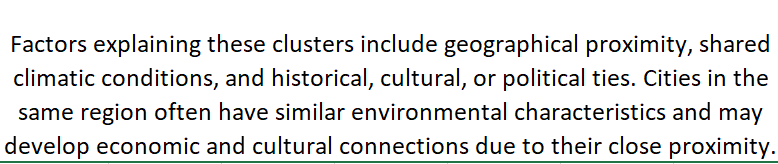 Factors explaining these clusters include geographical proximity, shared
climatic conditions, and historical, cultural, or political ties. Cities in the
same region often have similar environmental characteristics and may
develop economic and cultural connections due to their close proximity.